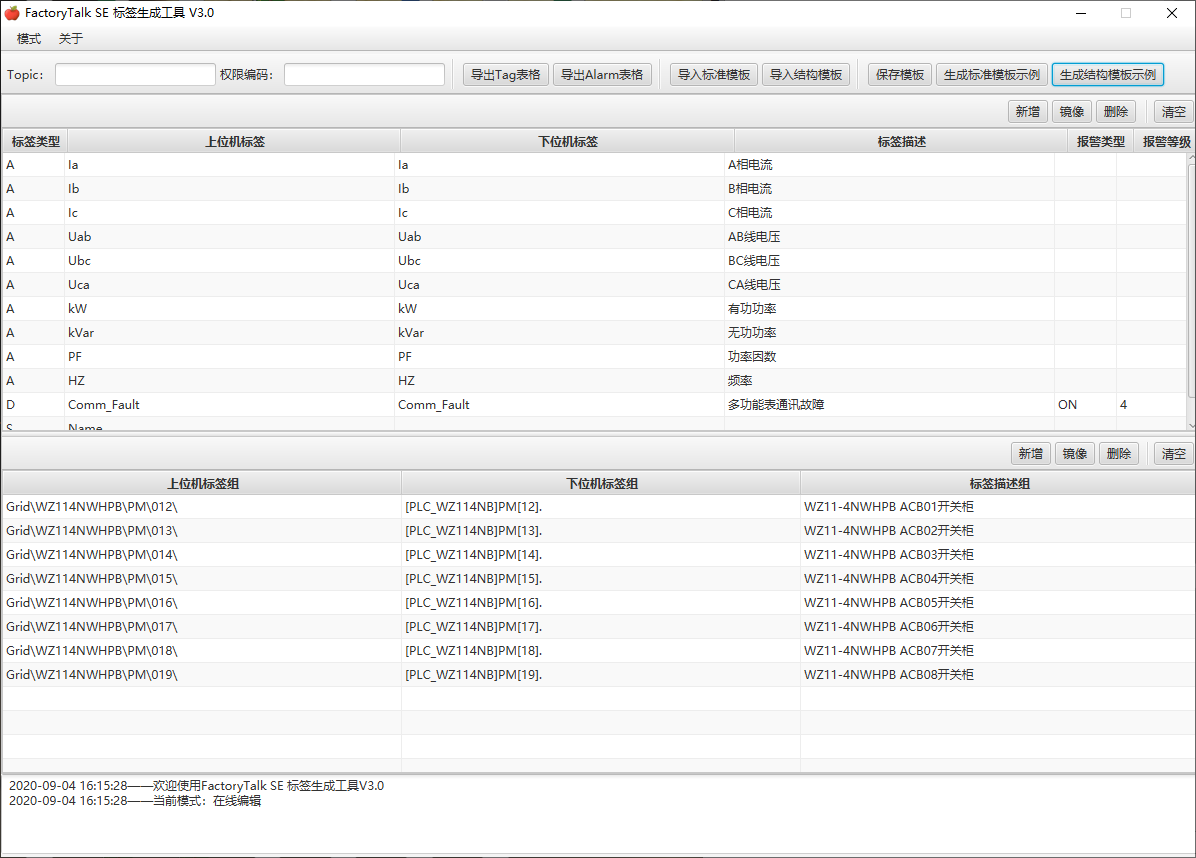 FactoryTalk SE 标签生成工具 V3.0
模式 关于
Topic: 权限编码: 导出Tag表格 导出Alarm表格 导入标准模板 导入结构模板 保存模板 生成标准模板示例 生成结构模板示例
新增 镜像 删除 清空
标签类型 上位机标签 下位机标签 标签描述 报警类型 报警等级
A Ia Ia A相电流
A Ib Ib B相电流
A Ic Ic C相电流
A Uab Uab AB线电压
A Ubc Ubc BC线电压
A Uca Uca CA线电压
A kW kW 有功功率
A kVar kVar 无功功率
A PF PF 功率因数
A HZ HZ 频率
D Comm_Fault Comm_Fault 多功能表通讯故障 ON 4
S Name
新增 镜像 删除 清空
上位机标签组 下位机标签组 标签描述组
Grid\WZ114NWHPB\PM\012\ [PLC_WZ114NB]PM[12]. WZ11-4NWHPB ACB01开关柜
Grid\WZ114NWHPB\PM\013\ [PLC_WZ114NB]PM[13]. WZ11-4NWHPB ACB02开关柜
Grid\WZ114NWHPB\PM\014\ [PLC_WZ114NB]PM[14]. WZ11-4NWHPB ACB03开关柜
Grid\WZ114NWHPB\PM\015\ [PLC_WZ114NB]PM[15]. WZ11-4NWHPB ACB04开关柜
Grid\WZ114NWHPB\PM\016\ [PLC_WZ114NB]PM[16]. WZ11-4NWHPB ACB05开关柜
Grid\WZ114NWHPB\PM\017\ [PLC_WZ114NB]PM[17]. WZ11-4NWHPB ACB06开关柜
Grid\WZ114NWHPB\PM\018\ [PLC_WZ114NB]PM[18]. WZ11-4NWHPB ACB07开关柜
Grid\WZ114NWHPB\PM\019\ [PLC_WZ114NB]PM[19]. WZ11-4NWHPB ACB08开关柜
2020-09-04 16:15:28——欢迎使用FactoryTalk SE 标签生成工具V3.0
2020-09-04 16:15:28——当前模式：在线编辑